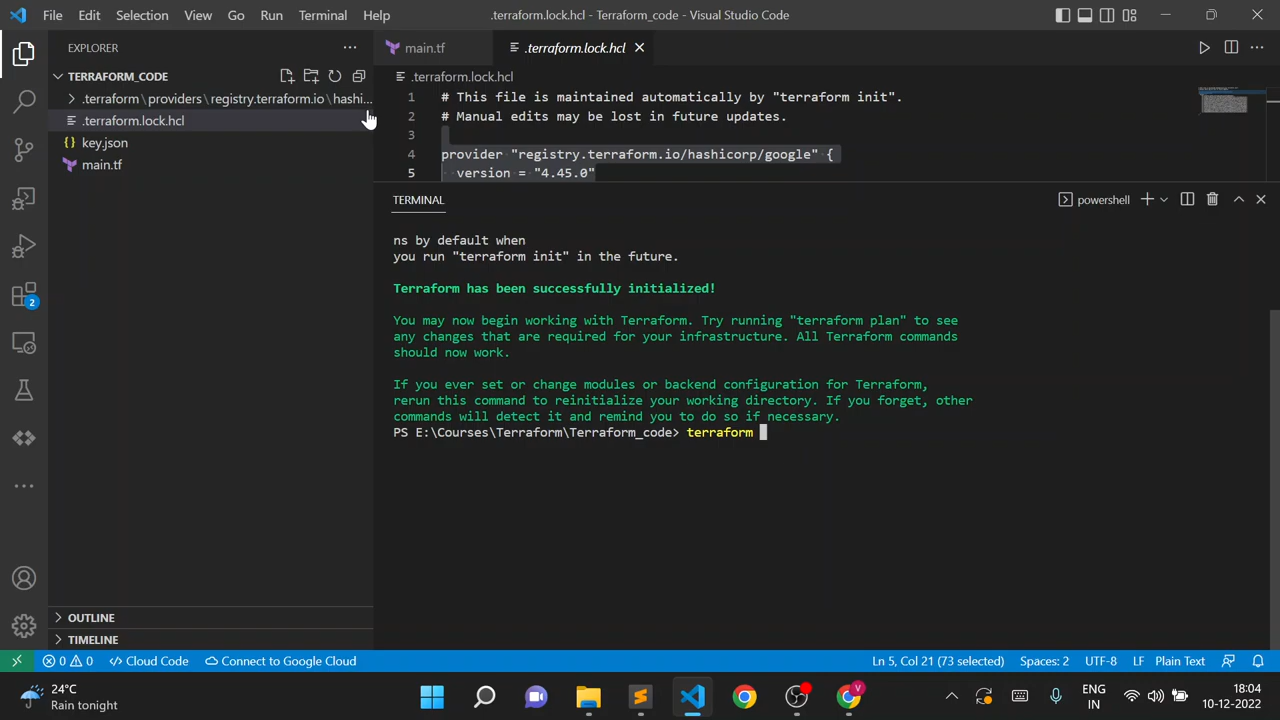 File Edit Selection View Go Run Terminal Help
.terraform.lock.hcl - Terraform_code - Visual Studio Code
EXPLORER
TERRAFORM_CODE
.terraform\providers\registry.terraform.io\hashi...
.terraform.lock.hcl
key.json
main.tf
OUTLINE
TIMELINE
main.tf
.terraform.lock.hcl
.terraform.lock.hcl
1 # This file is maintained automatically by "terraform init".
2 # Manual edits may be lost in future updates.
3
4 provider "registry.terraform.io/hashicorp/google" {
5 version = "4.45.0"
TERMINAL
powershell
ns by default when
you run "terraform init" in the future.
Terraform has been successfully initialized!
You may now begin working with Terraform. Try running "terraform plan" to see
any changes that are required for your infrastructure. All Terraform commands
should now work.
If you ever set or change modules or backend configuration for Terraform,
rerun this command to reinitialize your working directory. If you forget, other
commands will detect it and remind you to do so if necessary.
PS E:\Courses\Terraform\Terraform_code> terraform
2
0 0 Cloud Code Connect to Google Cloud
Ln 5, Col 21 (73 selected) Spaces: 2 UTF-8 LF Plain Text
24°C
Rain tonight
V
ENG
IN
18:04
10-12-2022